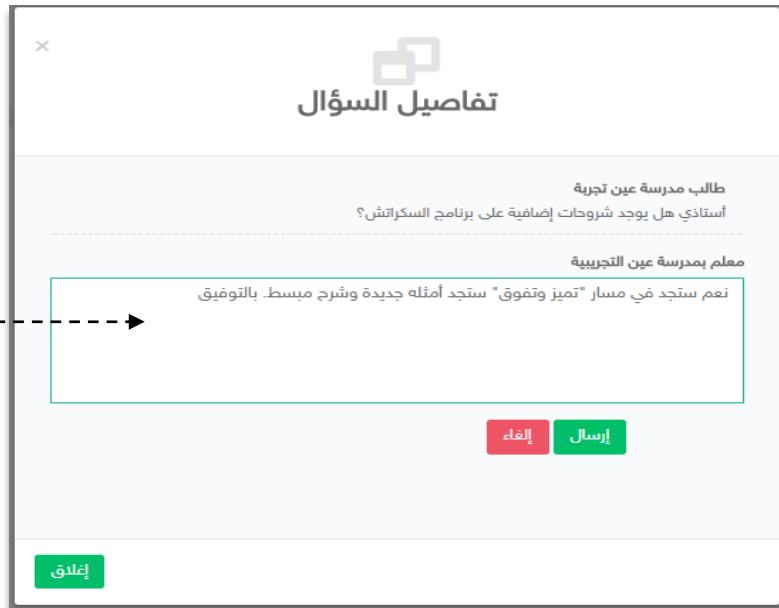 ×
تفاصيل السؤال
طالب مدرسة عين تجربة
أستاذي هل يوجد شروحات إضافية على برنامج السكراتش؟
معلم بمدرسة عين التجريبية
نعم ستجد في مسار "تميز وتفوق" ستجد أمثله جديدة وشرح مبسط. بالتوفيق
إرسال إلغاء
إغلاق